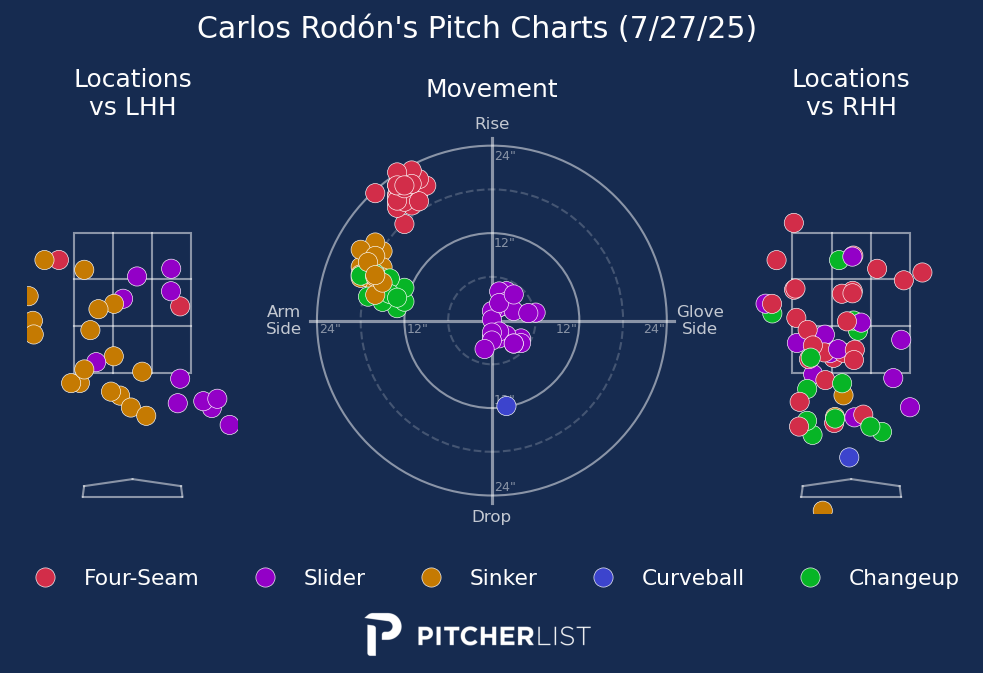 Carlos Rodón's Pitch Charts (7/27/25)
Locations
vs LHH
Movement
Locations
vs RHH
Rise
24"
12"
Arm
Side
24"
12"
12"
24"
Glove
Side
24"
Drop
Four-Seam
Slider
Sinker
Curveball
Changeup
PITCHERLIST